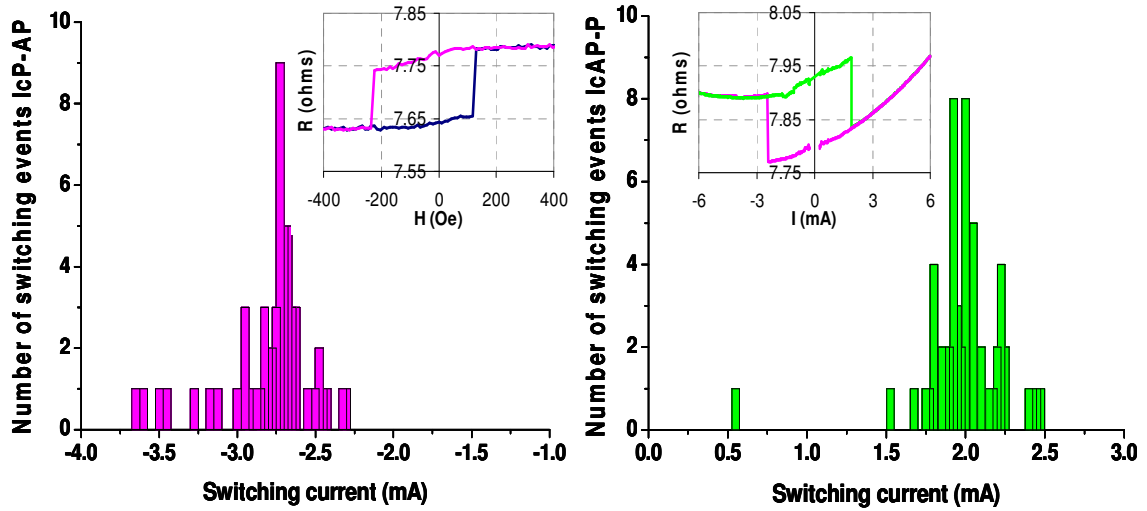 Number of switching events IcP-AP
10
8
6
4
2
0
-4.0 -3.5 -3.0 -2.5 -2.0 -1.5 -1.0
Switching current (mA)
R (ohms)
7.85
7.75
7.65
7.55
-400 -200 0 200 400
H (Oe)
Number of switching events IcAP-P
10
8
6
4
2
0
0.0 0.5 1.0 1.5 2.0 2.5 3.0
Switching current (mA)
R (ohms)
8.05
7.95
7.85
7.75
-6 -3 0 3 6
I (mA)